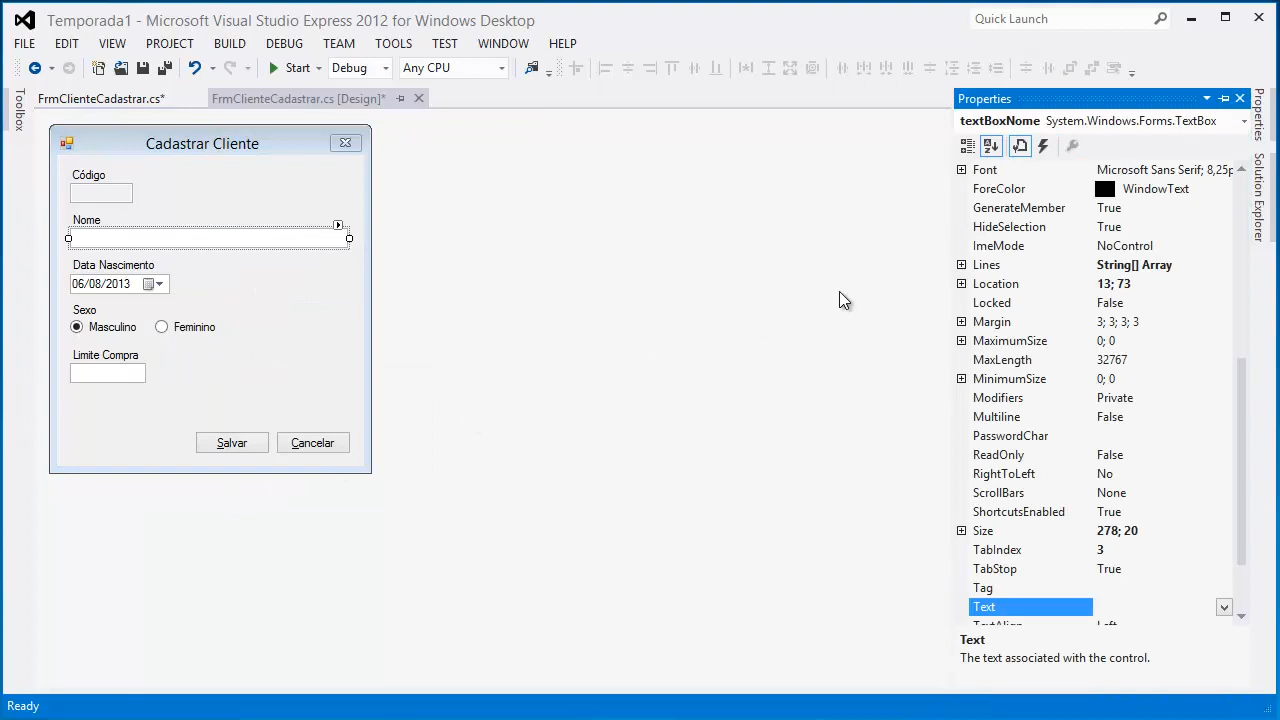 Temporada1 - Microsoft Visual Studio Express 2012 for Windows Desktop
Quick Launch
FILE EDIT VIEW PROJECT BUILD DEBUG TEAM TOOLS TEST WINDOW HELP
Start Debug Any CPU
Toolbox
FrmClienteCadastrar.cs* FrmClienteCadastrar.cs [Design]*
Cadastrar Cliente
Código
Nome
Data Nascimento
06/08/2013
Sexo
Masculino Feminino
Limite Compra
Salvar Cancelar
Properties
textBoxNome System.Windows.Forms.TextBox
Font Microsoft Sans Serif; 8,25p
ForeColor WindowText
GenerateMember True
HideSelection True
ImeMode NoControl
Lines String[] Array
Location 13; 73
Locked False
Margin 3; 3; 3; 3
MaximumSize 0; 0
MaxLength 32767
MinimumSize 0; 0
Modifiers Private
Multiline False
PasswordChar
ReadOnly False
RightToLeft No
ScrollBars None
ShortcutsEnabled True
Size 278; 20
TabIndex 3
TabStop True
Tag
Text
TextAlign Left
Text
The text associated with the control.
Properties
Solution Explorer
Ready